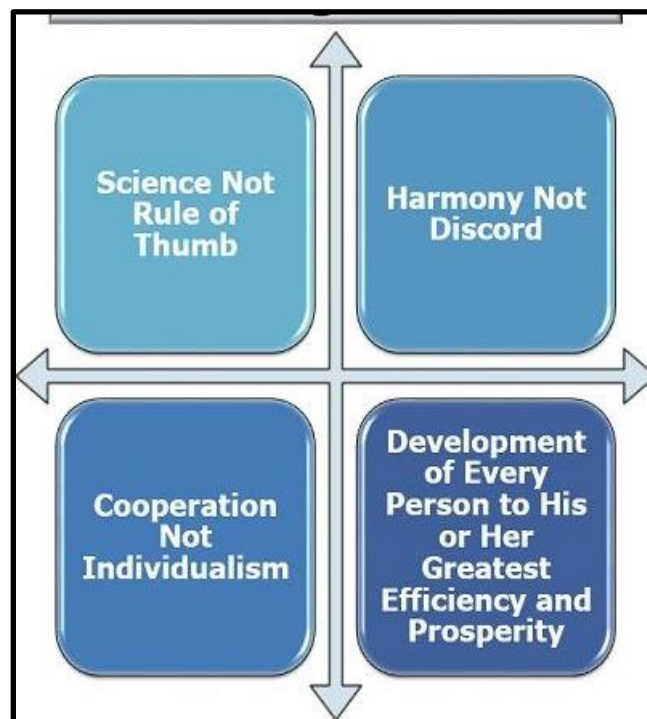 Science Not
Rule of
Thumb
Harmony Not
Discord
Cooperation
Not
Individualism
Development
of Every
Person to His
or Her
Greatest
Efficiency and
Prosperity